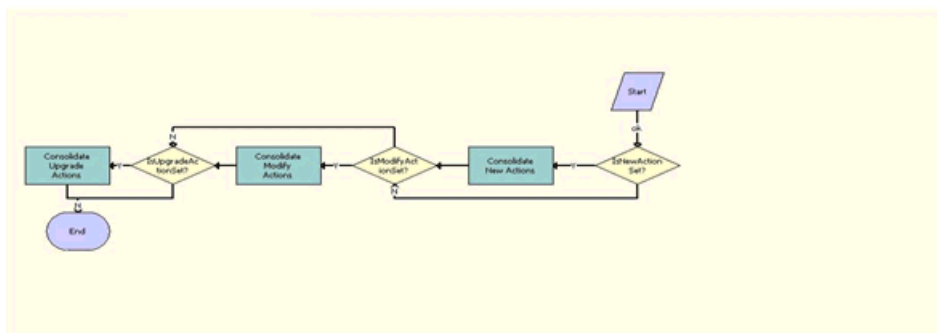 Start
ok
Consolidate
Upgrade
Actions
Y
IsUpgradeAc
tionSet?
N
Consolidate
Modify
Actions
Y
IsModifyAct
ionSet?
N
Consolidate
New Actions
Y
IsNewAction
Set?
N
End